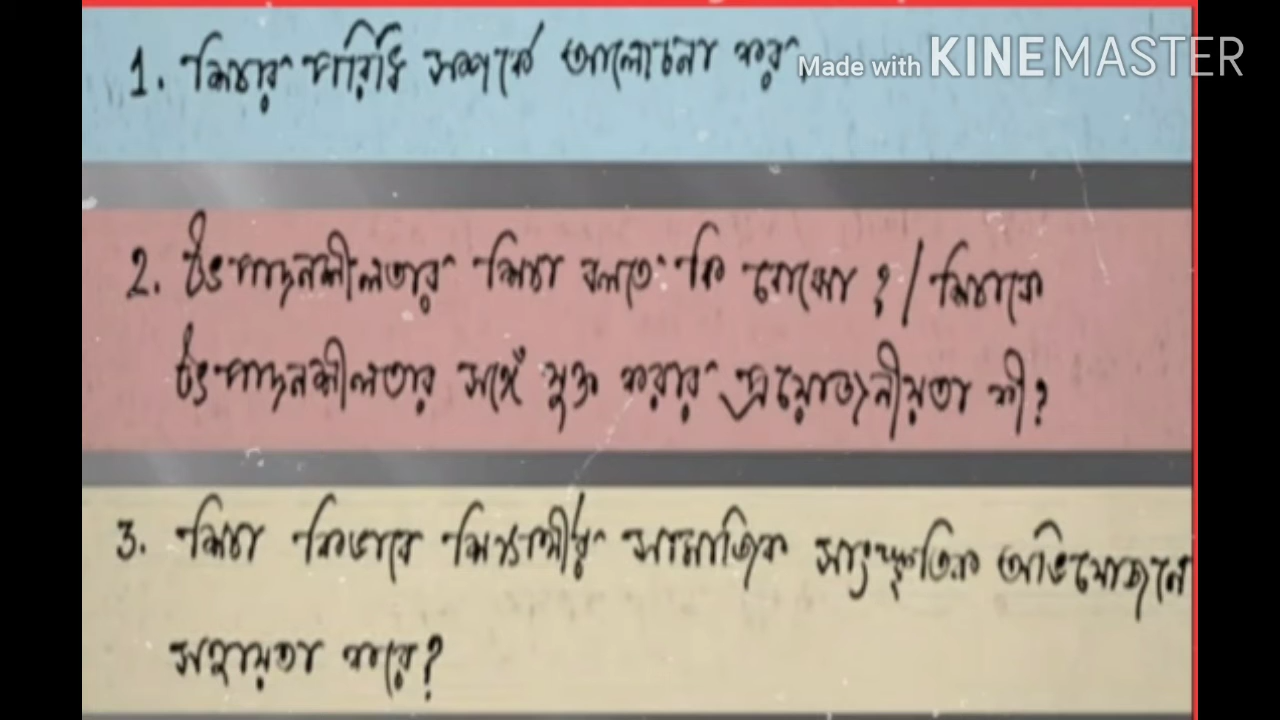 1. শিক্ষার পরিধি সম্পর্কে আলোচনা কর
Made with KINEMASTER
2. উৎপাদনশীলতার শিক্ষা বলতে কি বোঝো ? / শিক্ষাকে
উৎপাদনশীলতার সঙ্গে যুক্ত করার প্রয়োজনীয়তা কী?
3. শিক্ষা কিভাবে শিক্ষার্থীর সামাজিক সাংস্কৃতিক অভিযোজনে
সহায়তা করে?